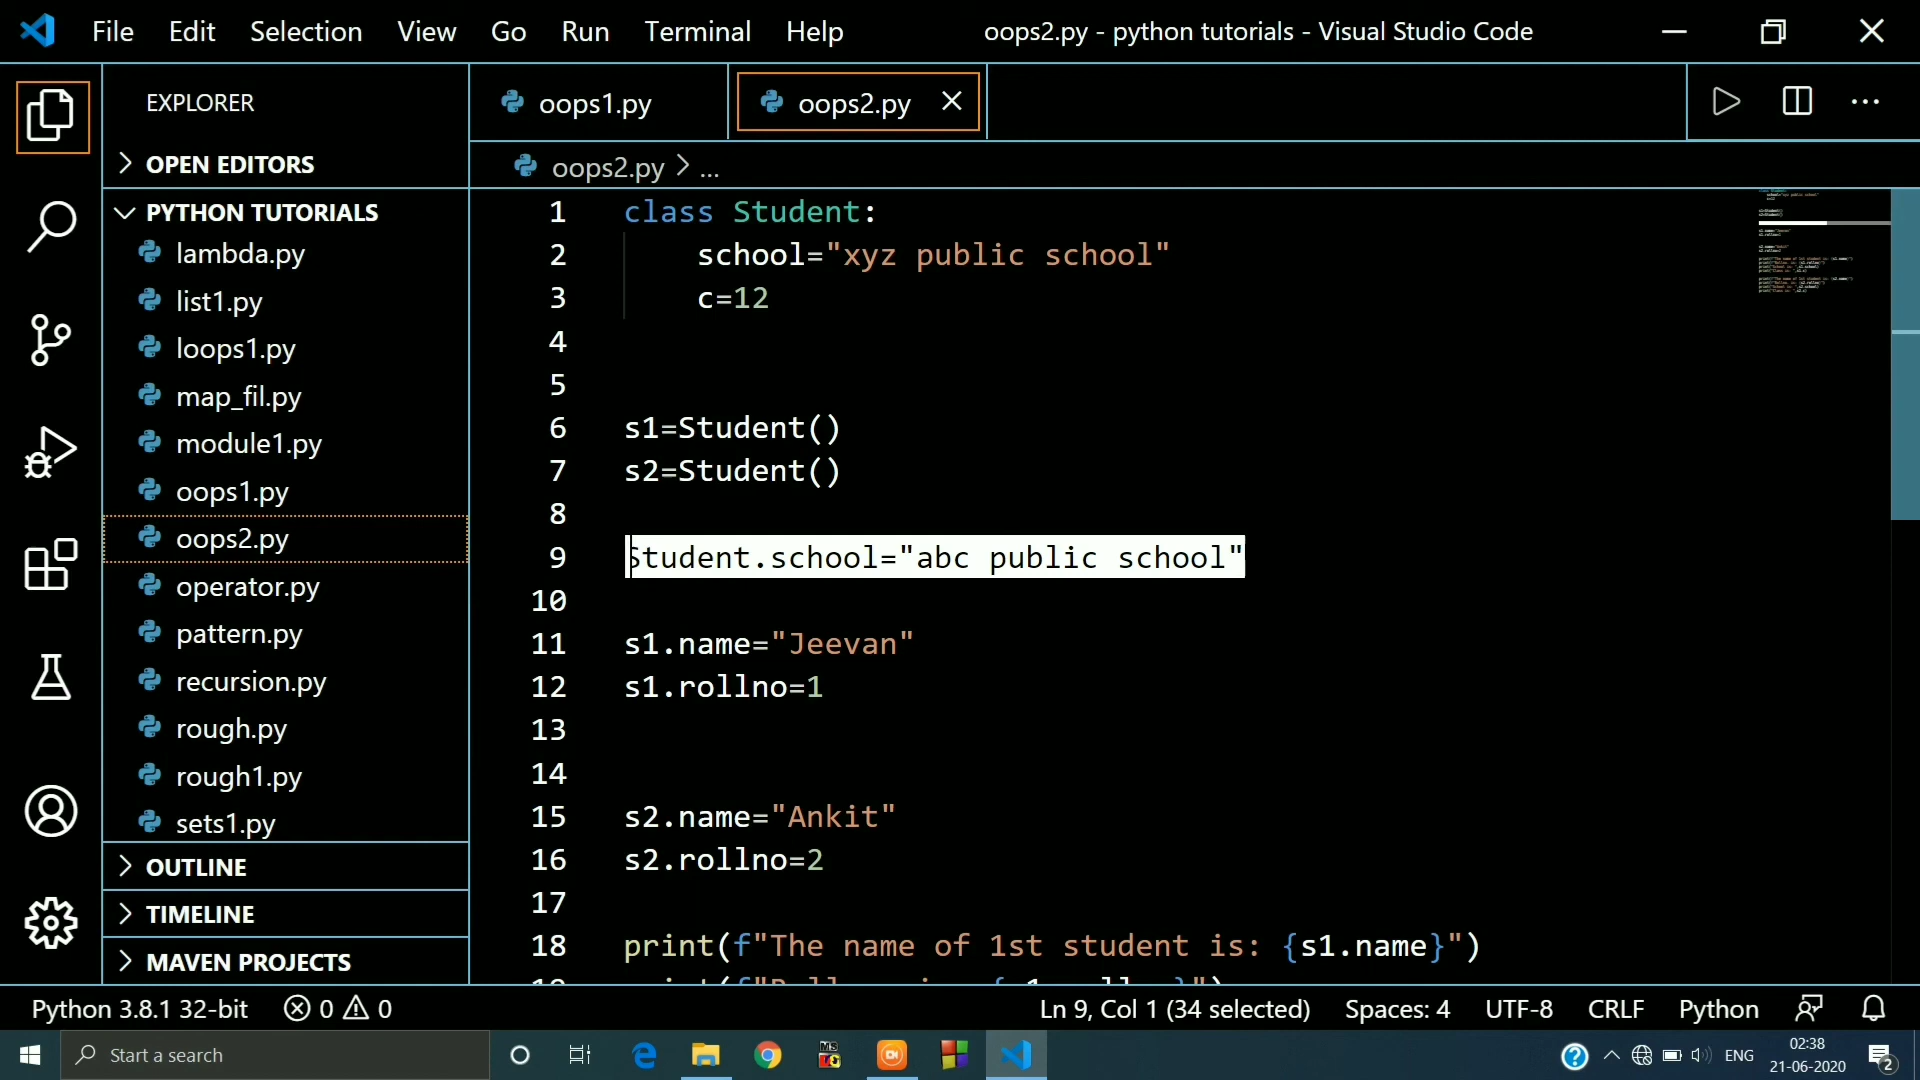 File Edit Selection View Go Run Terminal Help oops2.py - python tutorials - Visual Studio Code
EXPLORER
OPEN EDITORS
PYTHON TUTORIALS
lambda.py
list1.py
loops1.py
map_fil.py
module1.py
oops1.py
oops2.py
operator.py
pattern.py
recursion.py
rough.py
rough1.py
sets1.py
OUTLINE
TIMELINE
MAVEN PROJECTS
oops1.py oops2.py
oops2.py > ...
1 class Student:
2 school="xyz public school"
3 c=12
4
5
6 s1=Student()
7 s2=Student()
8
9 Student.school="abc public school"
10
11 s1.name="Jeevan"
12 s1.rollno=1
13
14
15 s2.name="Ankit"
16 s2.rollno=2
17
18 print(f"The name of 1st student is: {s1.name}")
Python 3.8.1 32-bit 0 0 Ln 9, Col 1 (34 selected) Spaces: 4 UTF-8 CRLF Python
Start a search ENG 02:38
21-06-2020 2